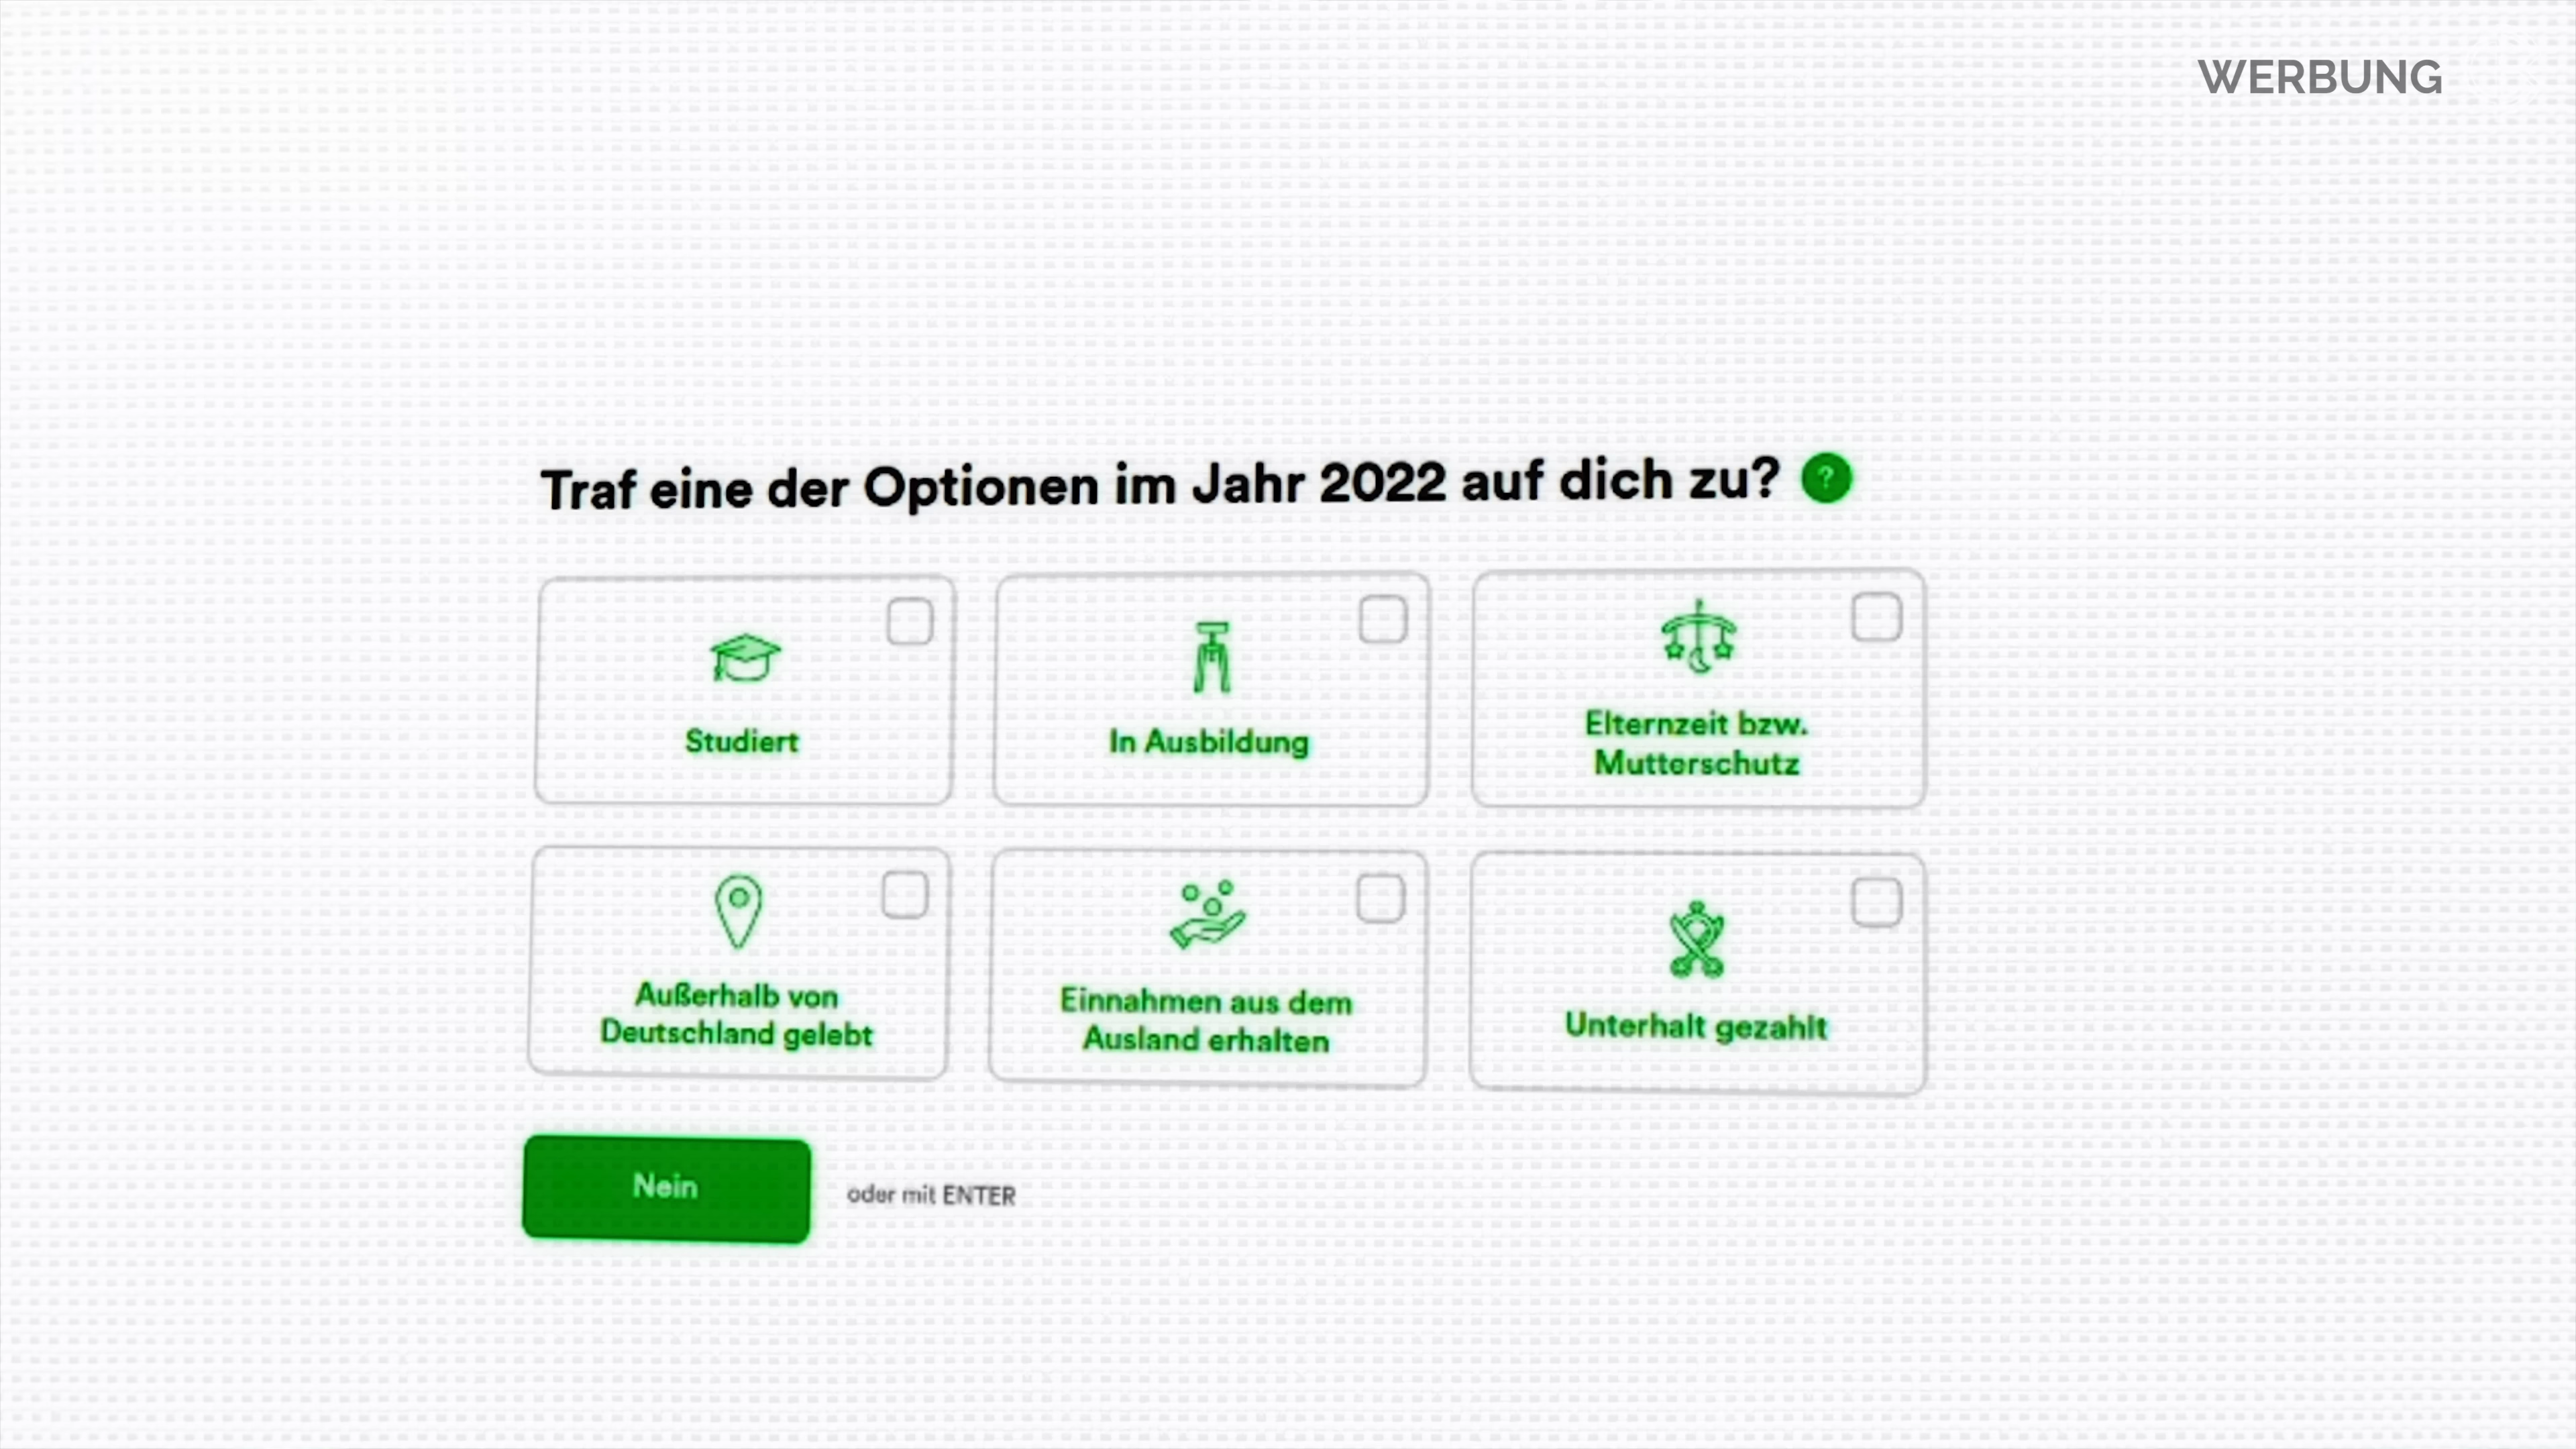 WERBUNG
Traf eine der Optionen im Jahr 2022 auf dich zu? ?
Studiert
In Ausbildung
Elternzeit bzw.
Mutterschutz
Außerhalb von
Deutschland gelebt
Einnahmen aus dem
Ausland erhalten
Unterhalt gezahlt
Nein
oder mit ENTER